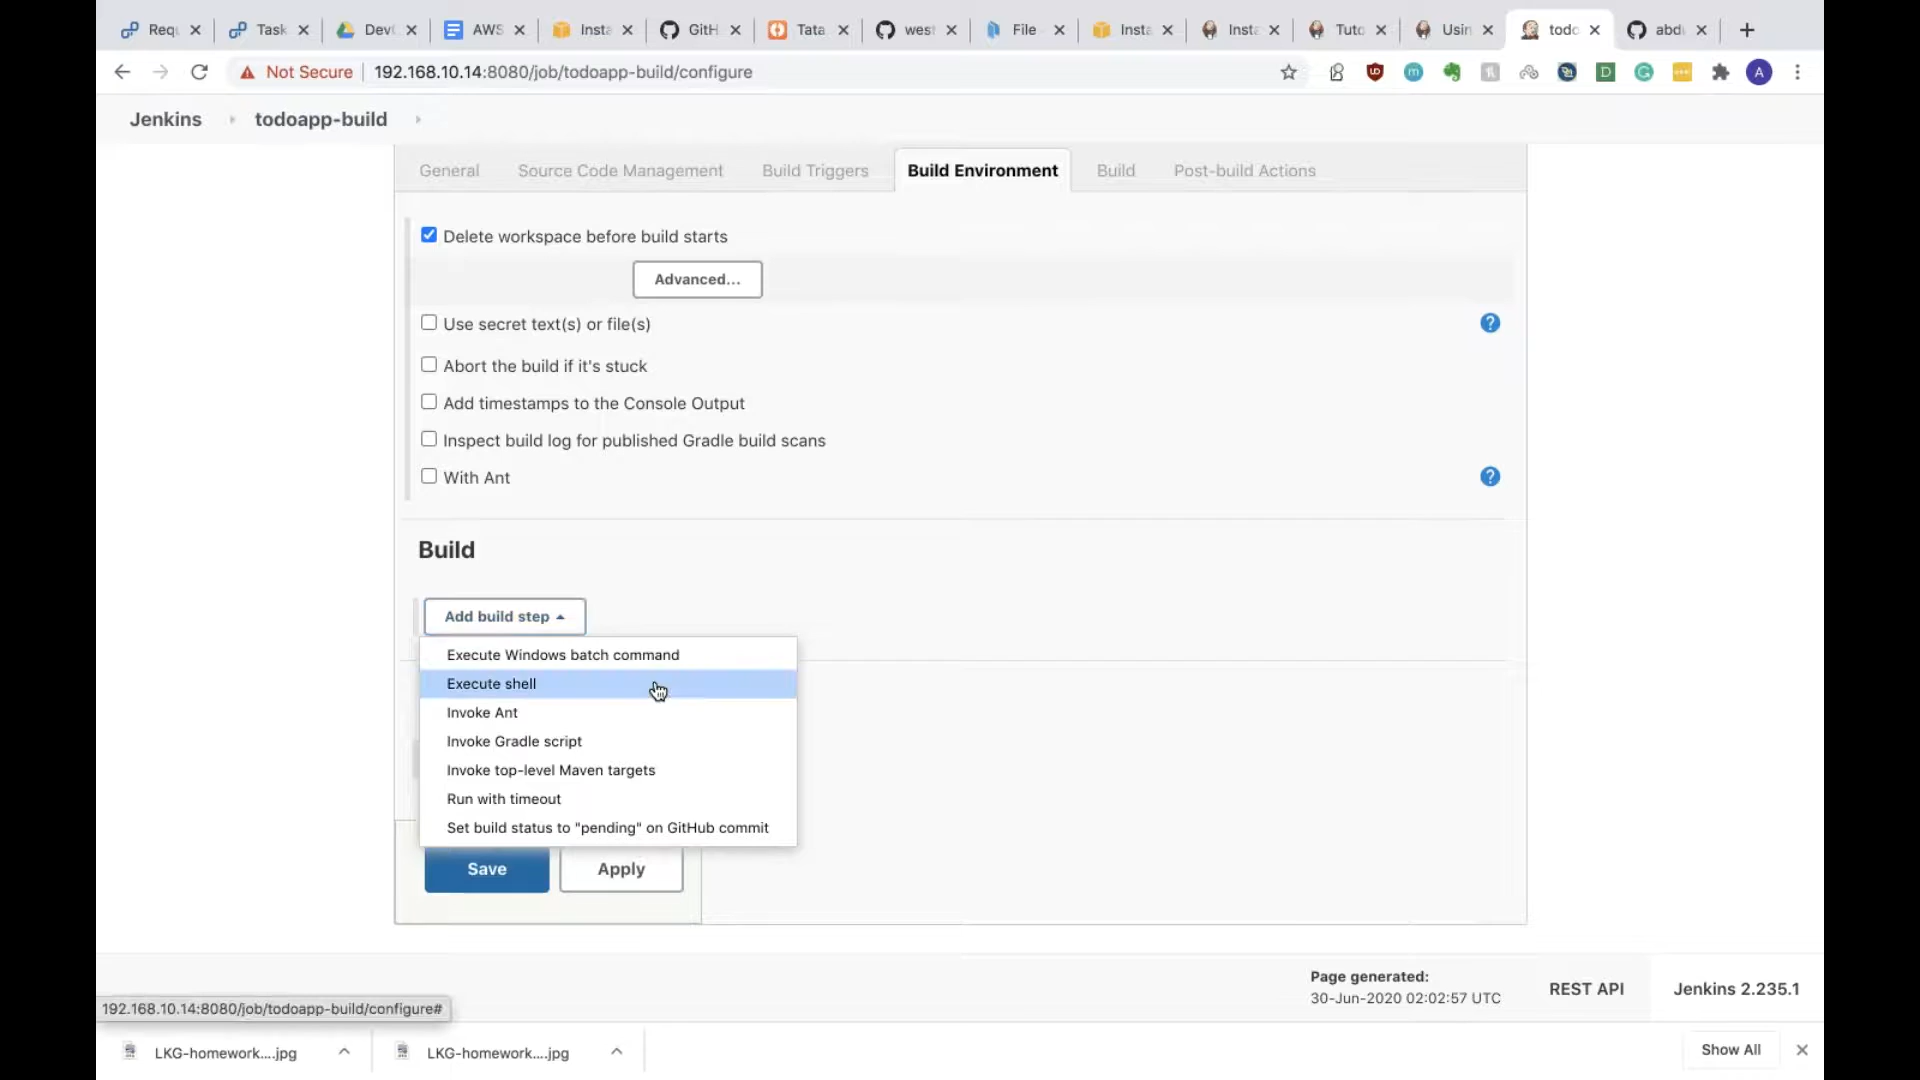 Requ
Task
Dev
AWS
Insta
GitH
Tata
west
File
Insta
Insta
Tuto
Usin
todo
abd
Not Secure
192.168.10.14:8080/job/todoapp-build/configure
A
Jenkins
todoapp-build
General
Source Code Management
Build Triggers
Build Environment
Build
Post-build Actions
Delete workspace before build starts
Advanced...
Use secret text(s) or file(s)
Abort the build if it's stuck
Add timestamps to the Console Output
Inspect build log for published Gradle build scans
With Ant
Build
Add build step
Execute Windows batch command
Execute shell
Invoke Ant
Invoke Gradle script
Invoke top-level Maven targets
Run with timeout
Set build status to "pending" on GitHub commit
Save
Apply
Page generated:
30-Jun-2020 02:02:57 UTC
REST API
Jenkins 2.235.1
192.168.10.14:8080/job/todoapp-build/configure#
LKG-homework....jpg
LKG-homework....jpg
Show All